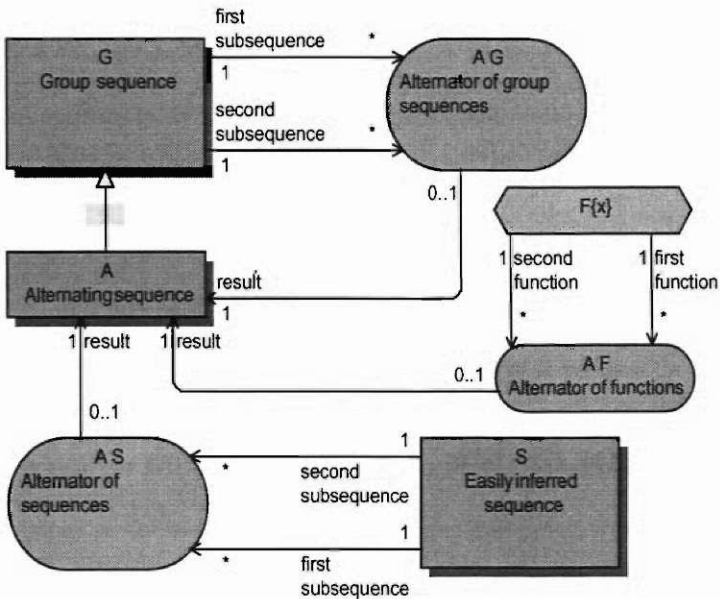 first
subsequence *
1
G
Group sequence
A G
Alternator of group
sequences
second
subsequence *
1
0..1
F{x}
1 second
function
*
1 first
function
*
A
Alternating sequence
result
1
1 result
1 result
A F
Alternator of functions
0..1
0..1
A S
Alternator of
sequences
1
*
second
subsequence
S
Easily inferred
sequence
1
*
first
subsequence